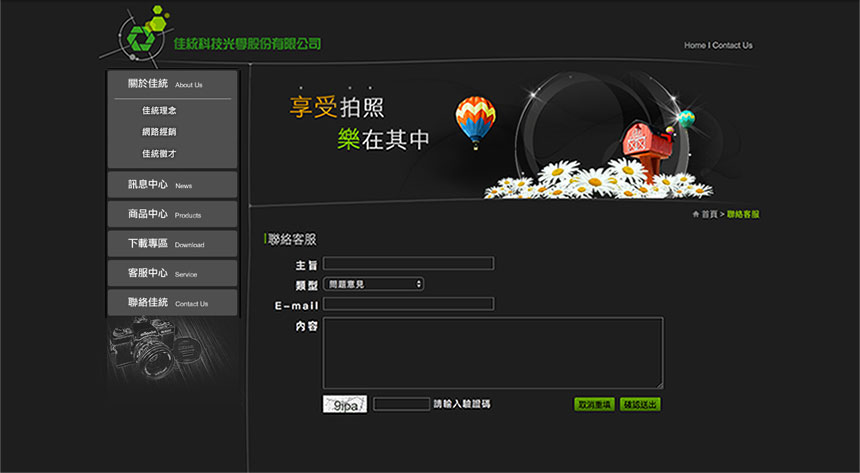 佳統科技光學股份有限公司
Home | Contact Us
關於佳統 About Us
佳統理念
網路經銷
佳統徵才
訊息中心 News
商品中心 Products
下載專區 Download
客服中心 Service
聯絡佳統 Contact Us
享受拍照
樂在其中
首頁 > 聯絡客服
聯絡客服
主旨
類型 問題意見
E-mail
內容
9ipa 請輸入驗證碼 取消重填 確認送出